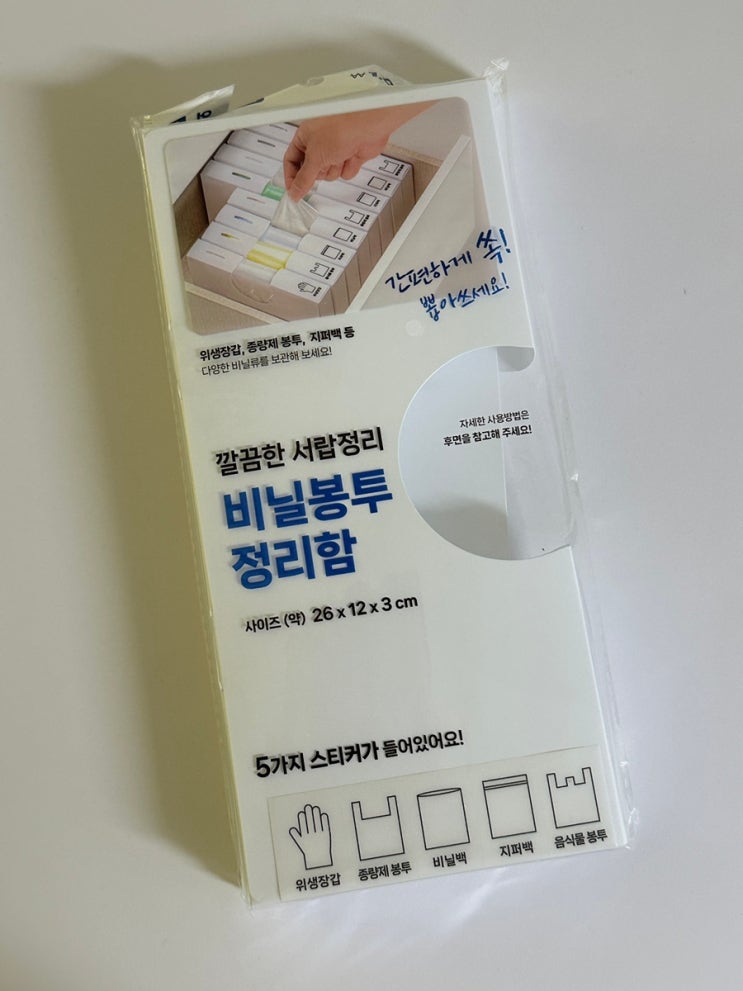 간편하게 쏙!
뽑아쓰세요!
위생장갑, 종량제 봉투, 지퍼백 등
다양한 비닐류를 보관해 보세요!
자세한 사용방법은
후면을 참고해 주세요!
깔끔한 서랍정리
비닐봉투
정리함
사이즈 (약) 26 x 12 x 3 cm
5가지 스티커가 들어있어요!
위생장갑 종량제 봉투 비닐백 지퍼백 음식물 봉투